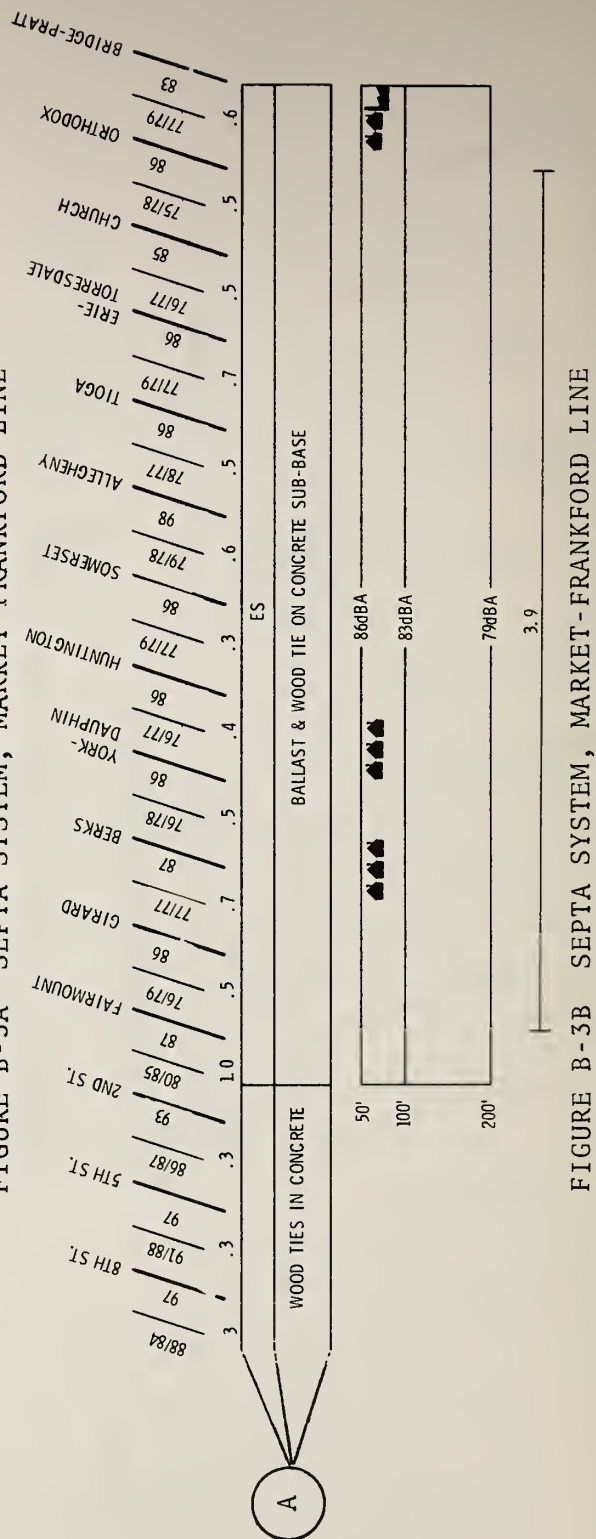 FIGURE B-3A SEPTA SYSTEM, MARKET-FRANKFORD LINE
8TH ST.
5TH ST.
2ND ST.
FAIRMOUNT
GIRARD
BERKS
YORK-
DAUPHIN
HUNTINGTON
SOMERSET
ALLEGHENY
TIOGA
ERIE-
TORRESDALE
CHURCH
ORTHODOX
BRIDGE-PRATT
97 97 93 87 86 87 86 86 86 98 86 86 85 86 83
88/84 91/88 86/87 80/85 76/79 77/77 76/78 76/77 77/79 79/78 78/77 77/79 76/77 75/78 77/79
3 .3 .3 1.0 .5 .7 .5 .4 .3 .6 .5 .7 .5 .5 .6
A
ES
WOOD TIES IN CONCRETE
BALLAST & WOOD TIE ON CONCRETE SUB-BASE
50' 86dBA
100' 83dBA
200' 79dBA
3.9
FIGURE B-3B SEPTA SYSTEM, MARKET-FRANKFORD LINE